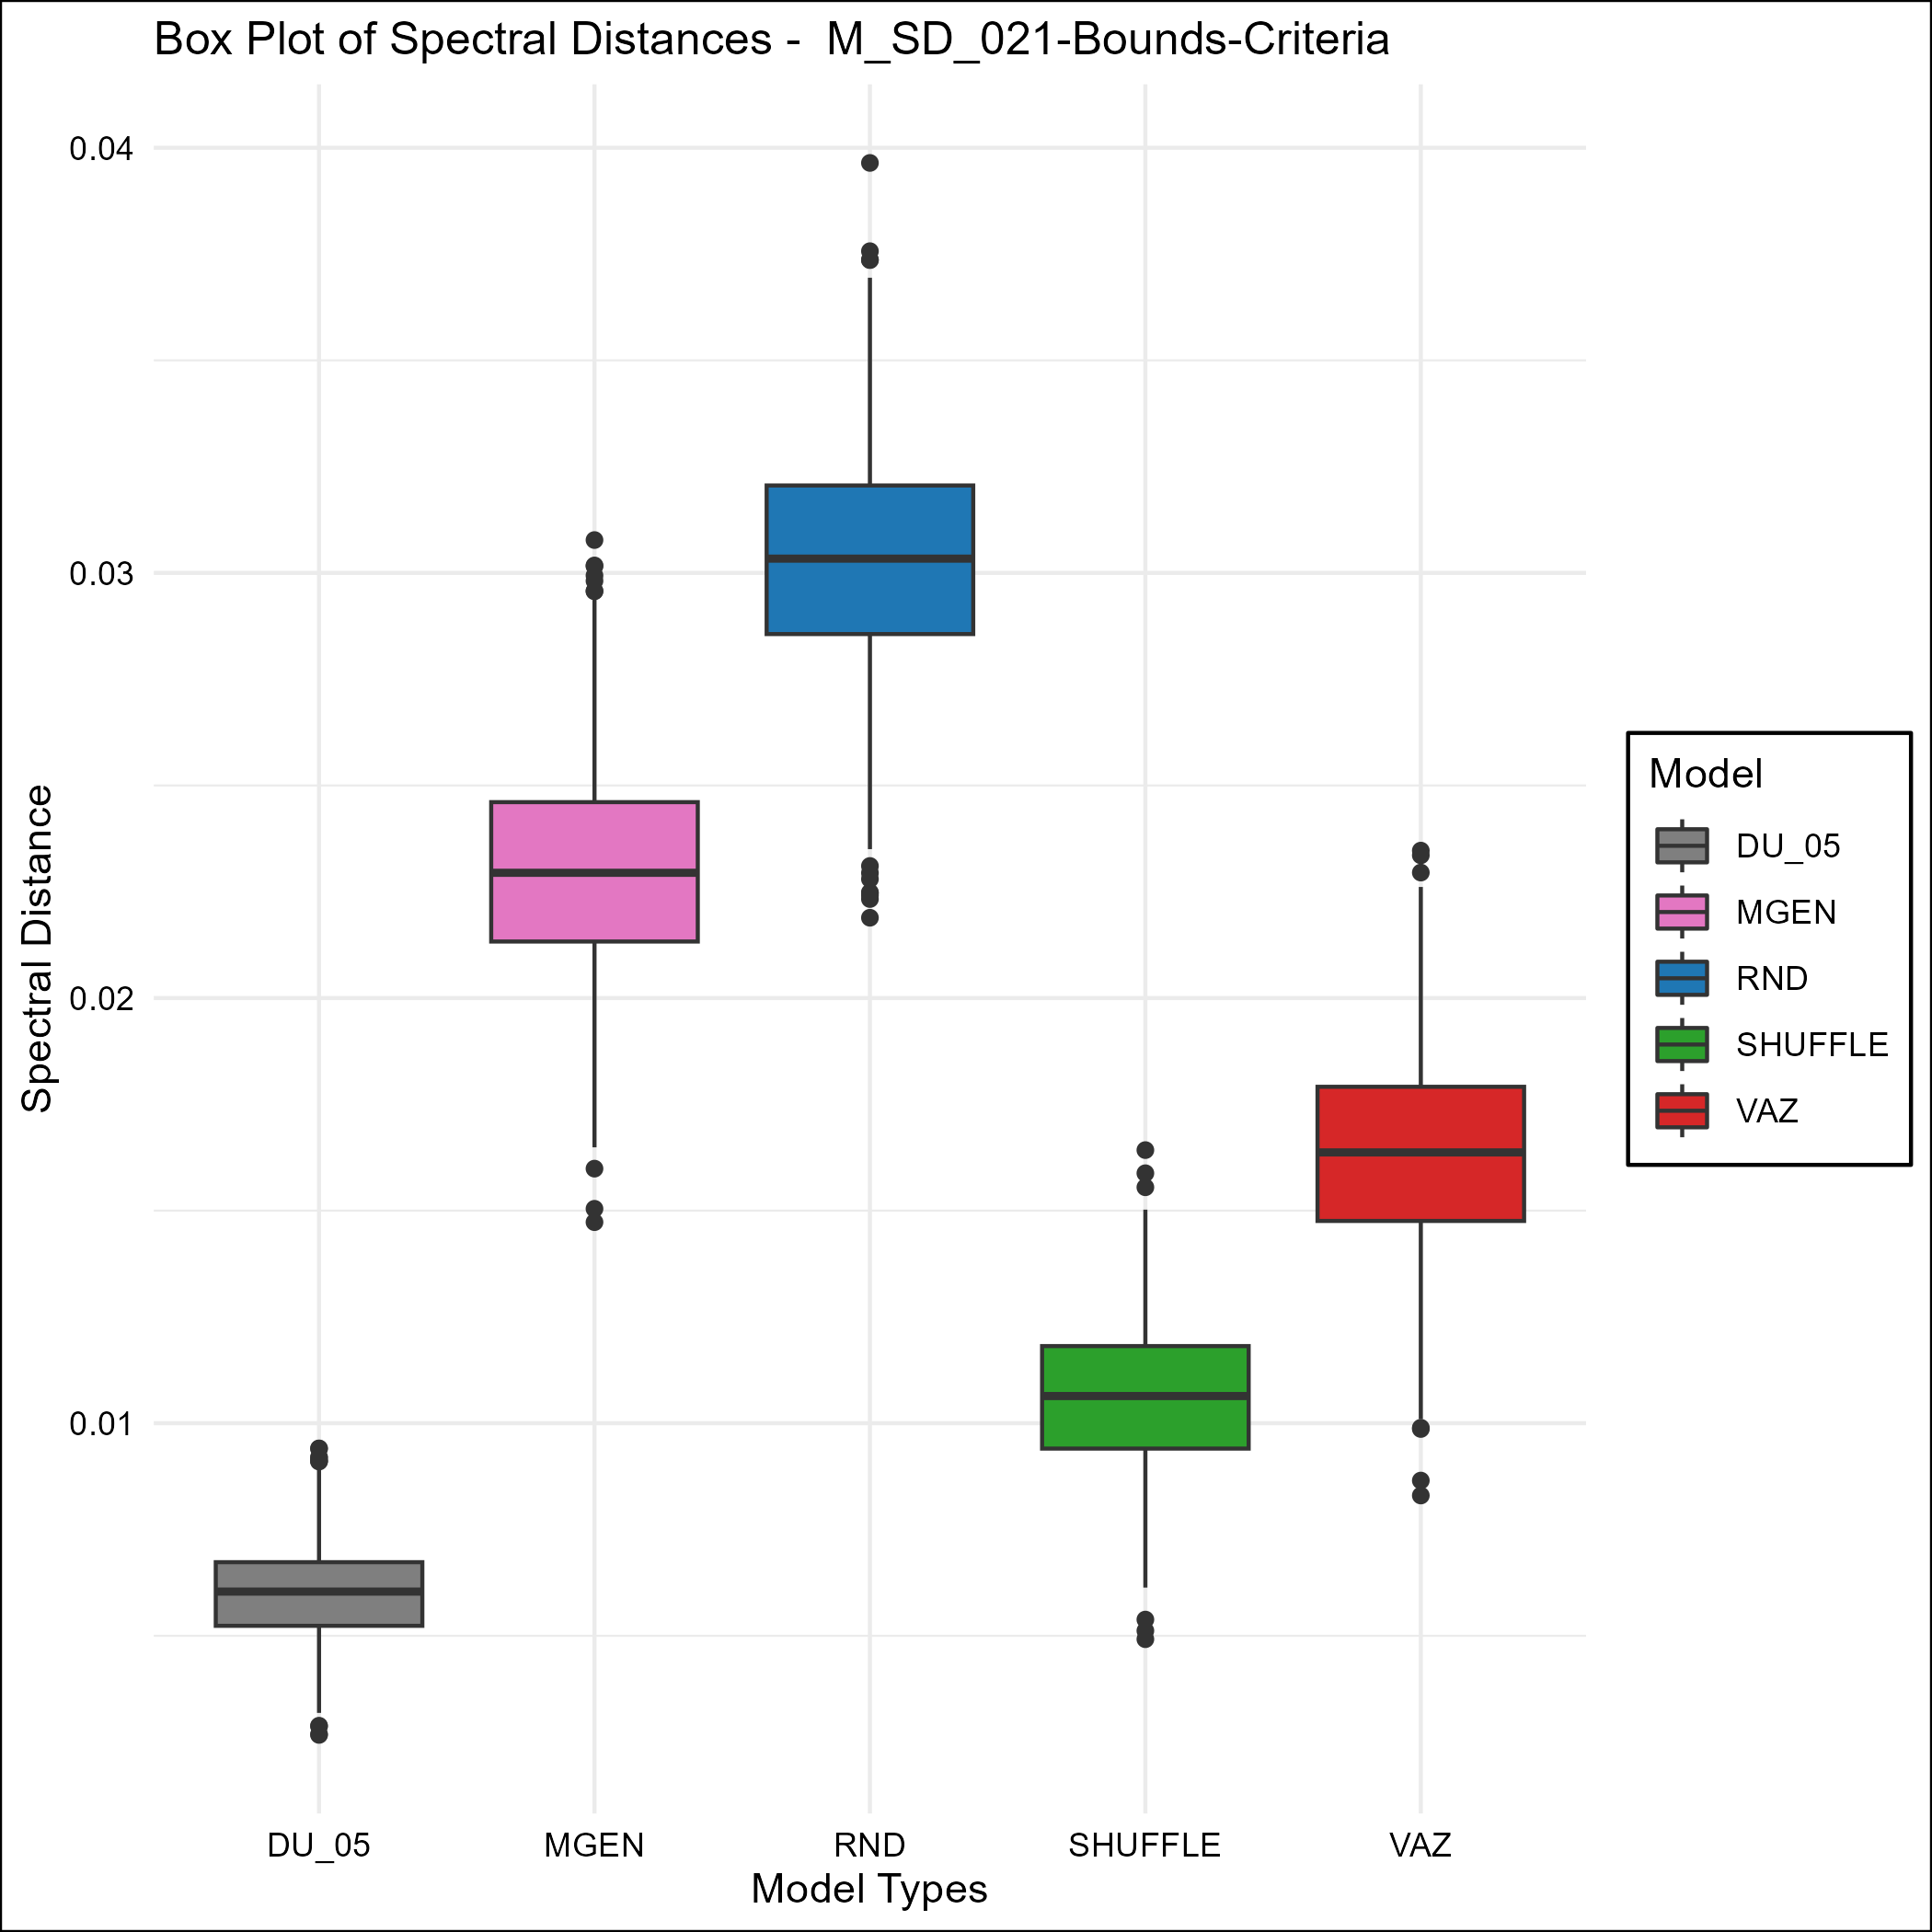 Box Plot of Spectral Distances -  M_SD_021-Bounds-Criteria
Spectral Distance
0.04
0.03
0.02
0.01
DU_05
MGEN
RND
SHUFFLE
VAZ
Model Types
Model
DU_05
MGEN
RND
SHUFFLE
VAZ